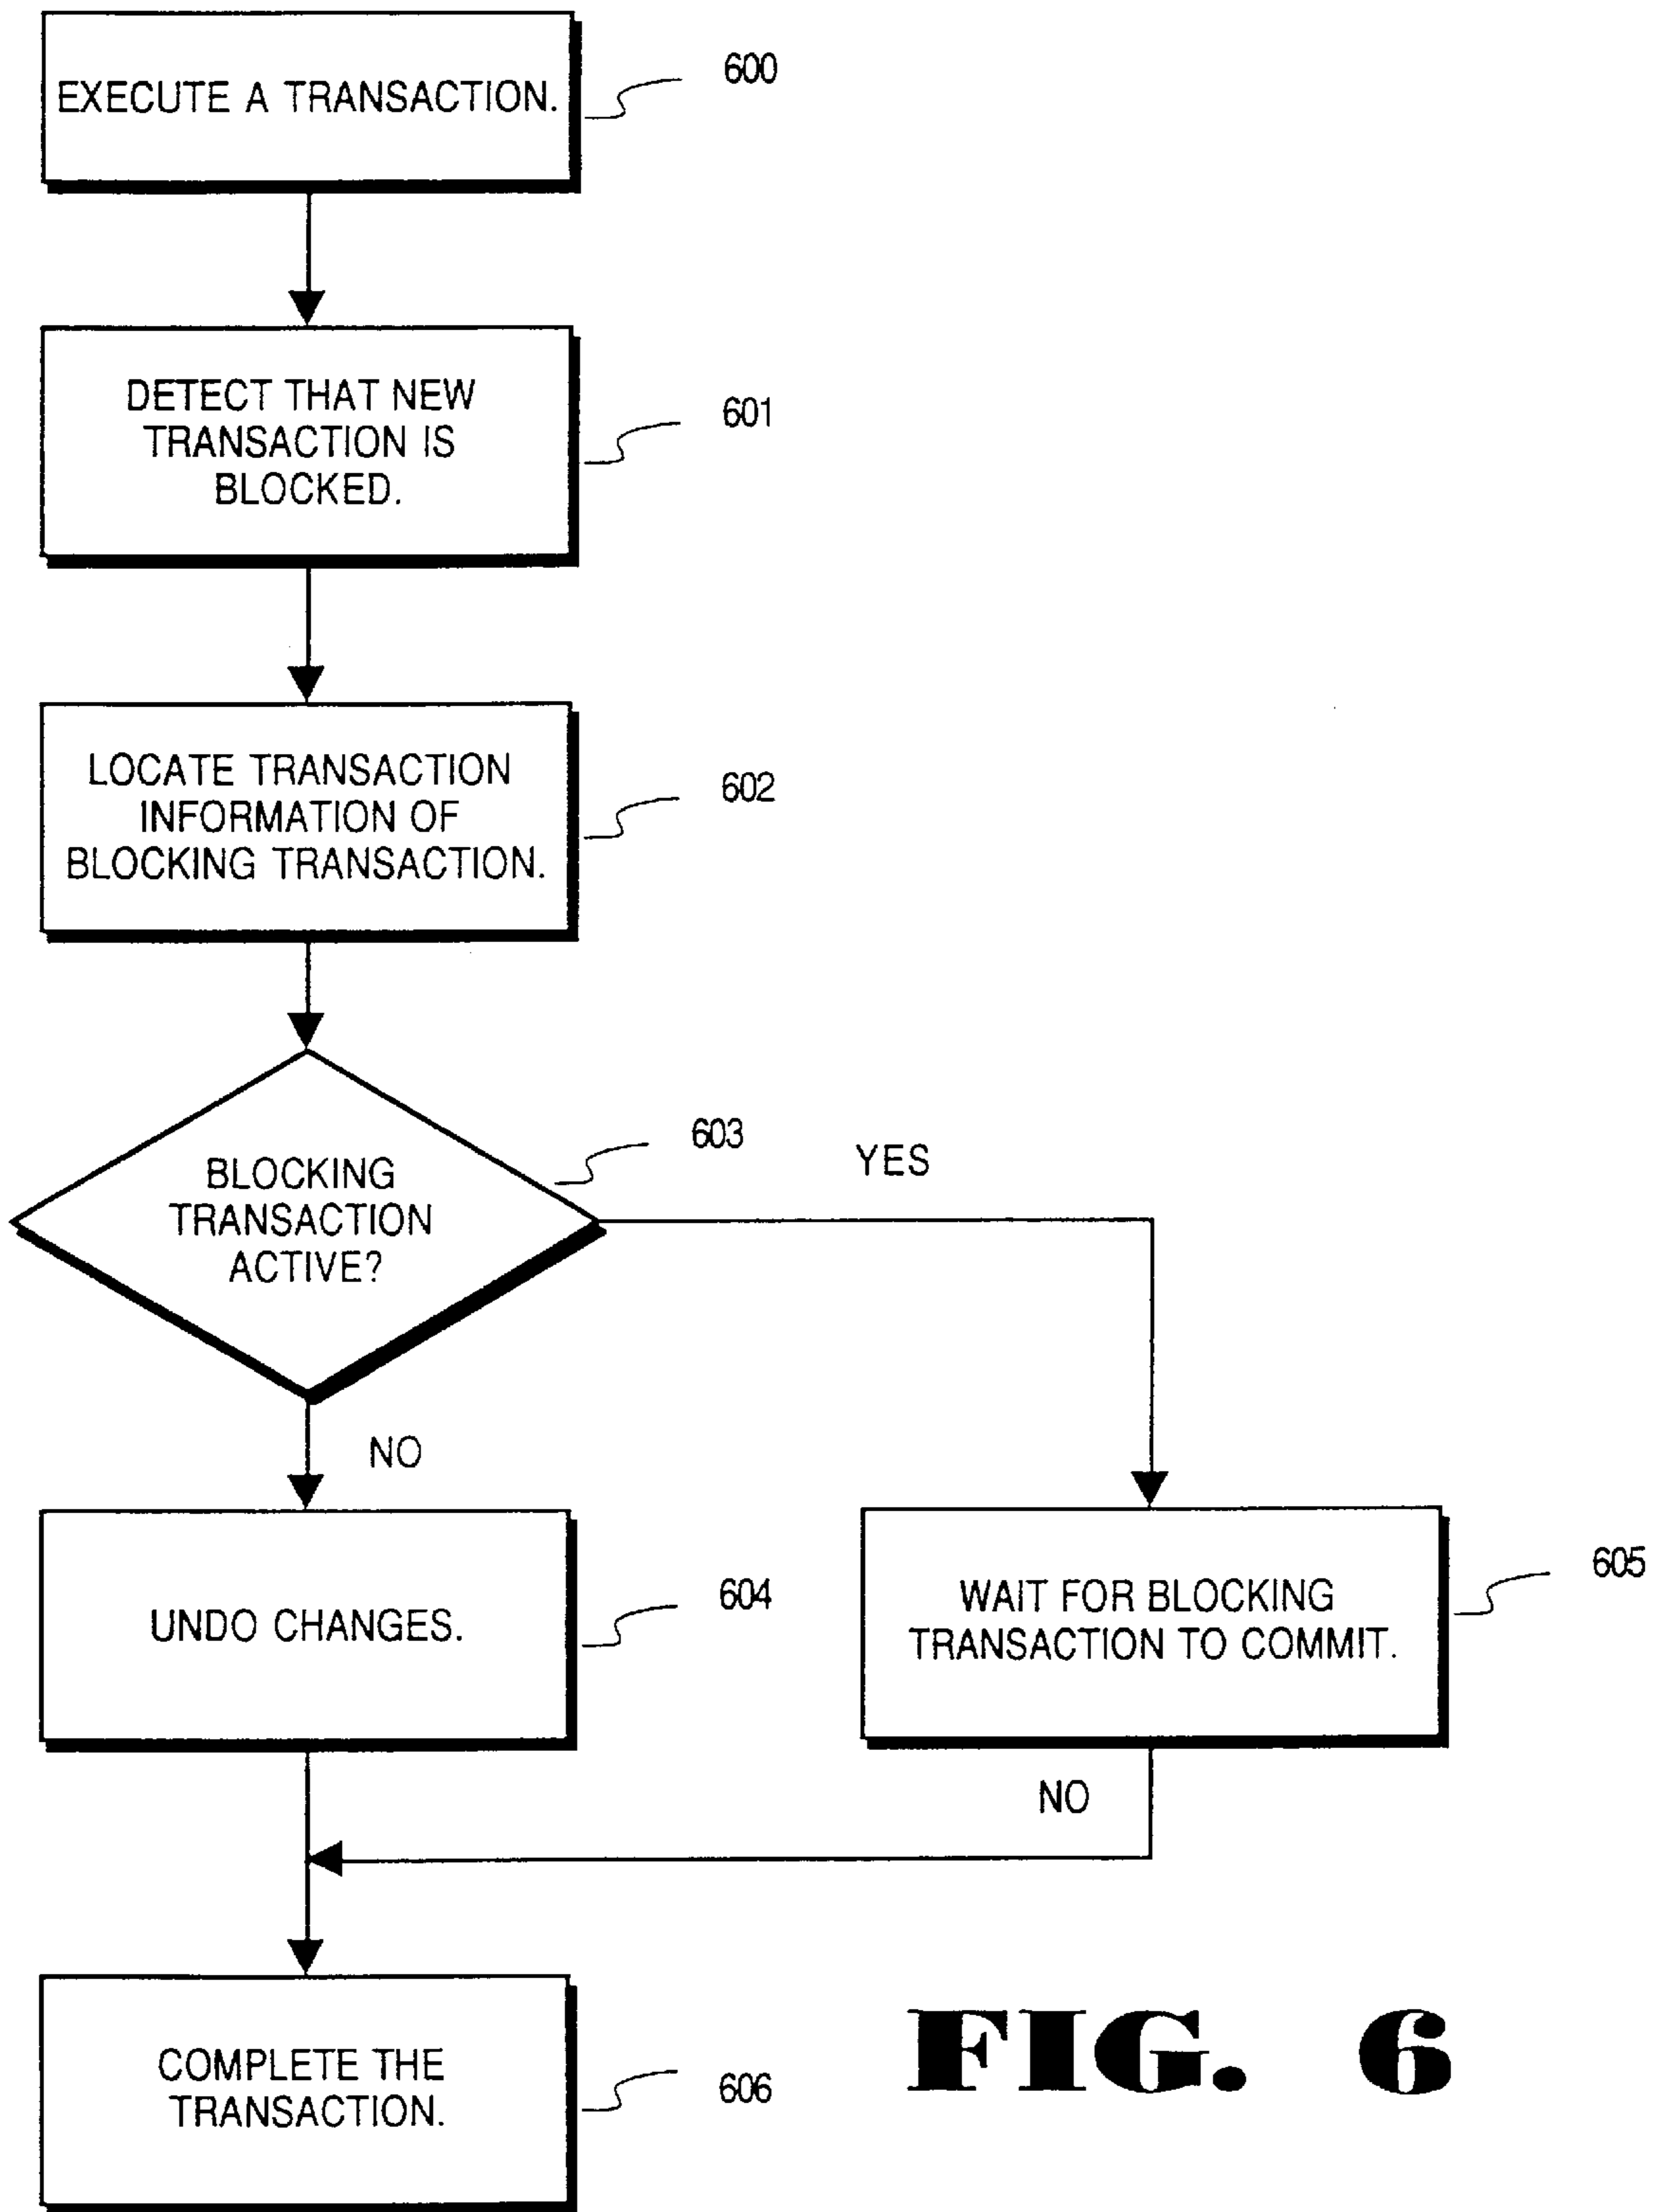 EXECUTE A TRANSACTION.
600
DETECT THAT NEW
TRANSACTION IS
BLOCKED.
601
LOCATE TRANSACTION
INFORMATION OF
BLOCKING TRANSACTION.
602
BLOCKING
TRANSACTION
ACTIVE?
603
YES
NO
UNDO CHANGES.
604
WAIT FOR BLOCKING
TRANSACTION TO COMMIT.
605
NO
COMPLETE THE
TRANSACTION.
606
FIG. 6